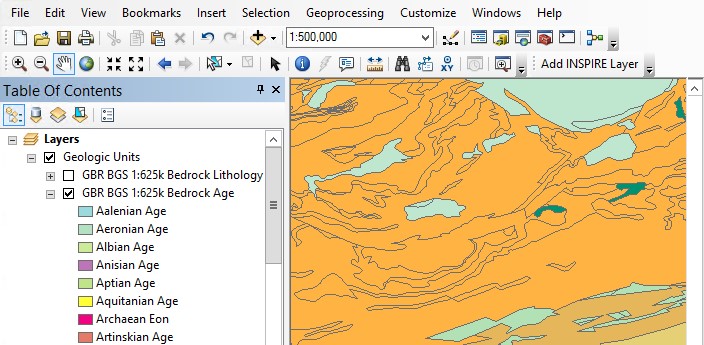 File Edit View Bookmarks Insert Selection Geoprocessing Customize Windows Help
1:500,000
Add INSPIRE Layer
Table Of Contents
Layers
Geologic Units
GBR BGS 1:625k Bedrock Lithology
GBR BGS 1:625k Bedrock Age
Aalenian Age
Aeronian Age
Albian Age
Anisian Age
Aptian Age
Aquitanian Age
Archaean Eon
Artinskian Age